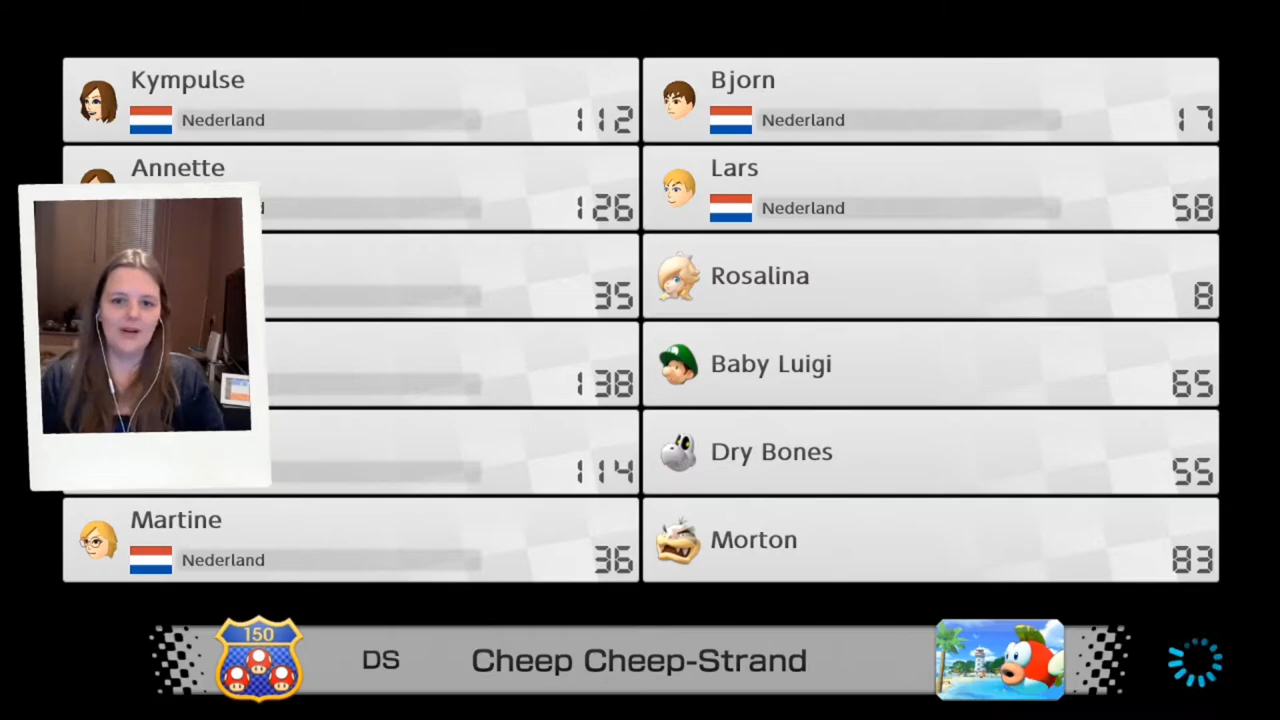 Kympulse
Nederland
112
Annette
126
35
138
114
Martine
Nederland
36
Bjorn
Nederland
17
Lars
Nederland
58
Rosalina
8
Baby Luigi
65
Dry Bones
55
Morton
83
150
DS
Cheep Cheep-Strand